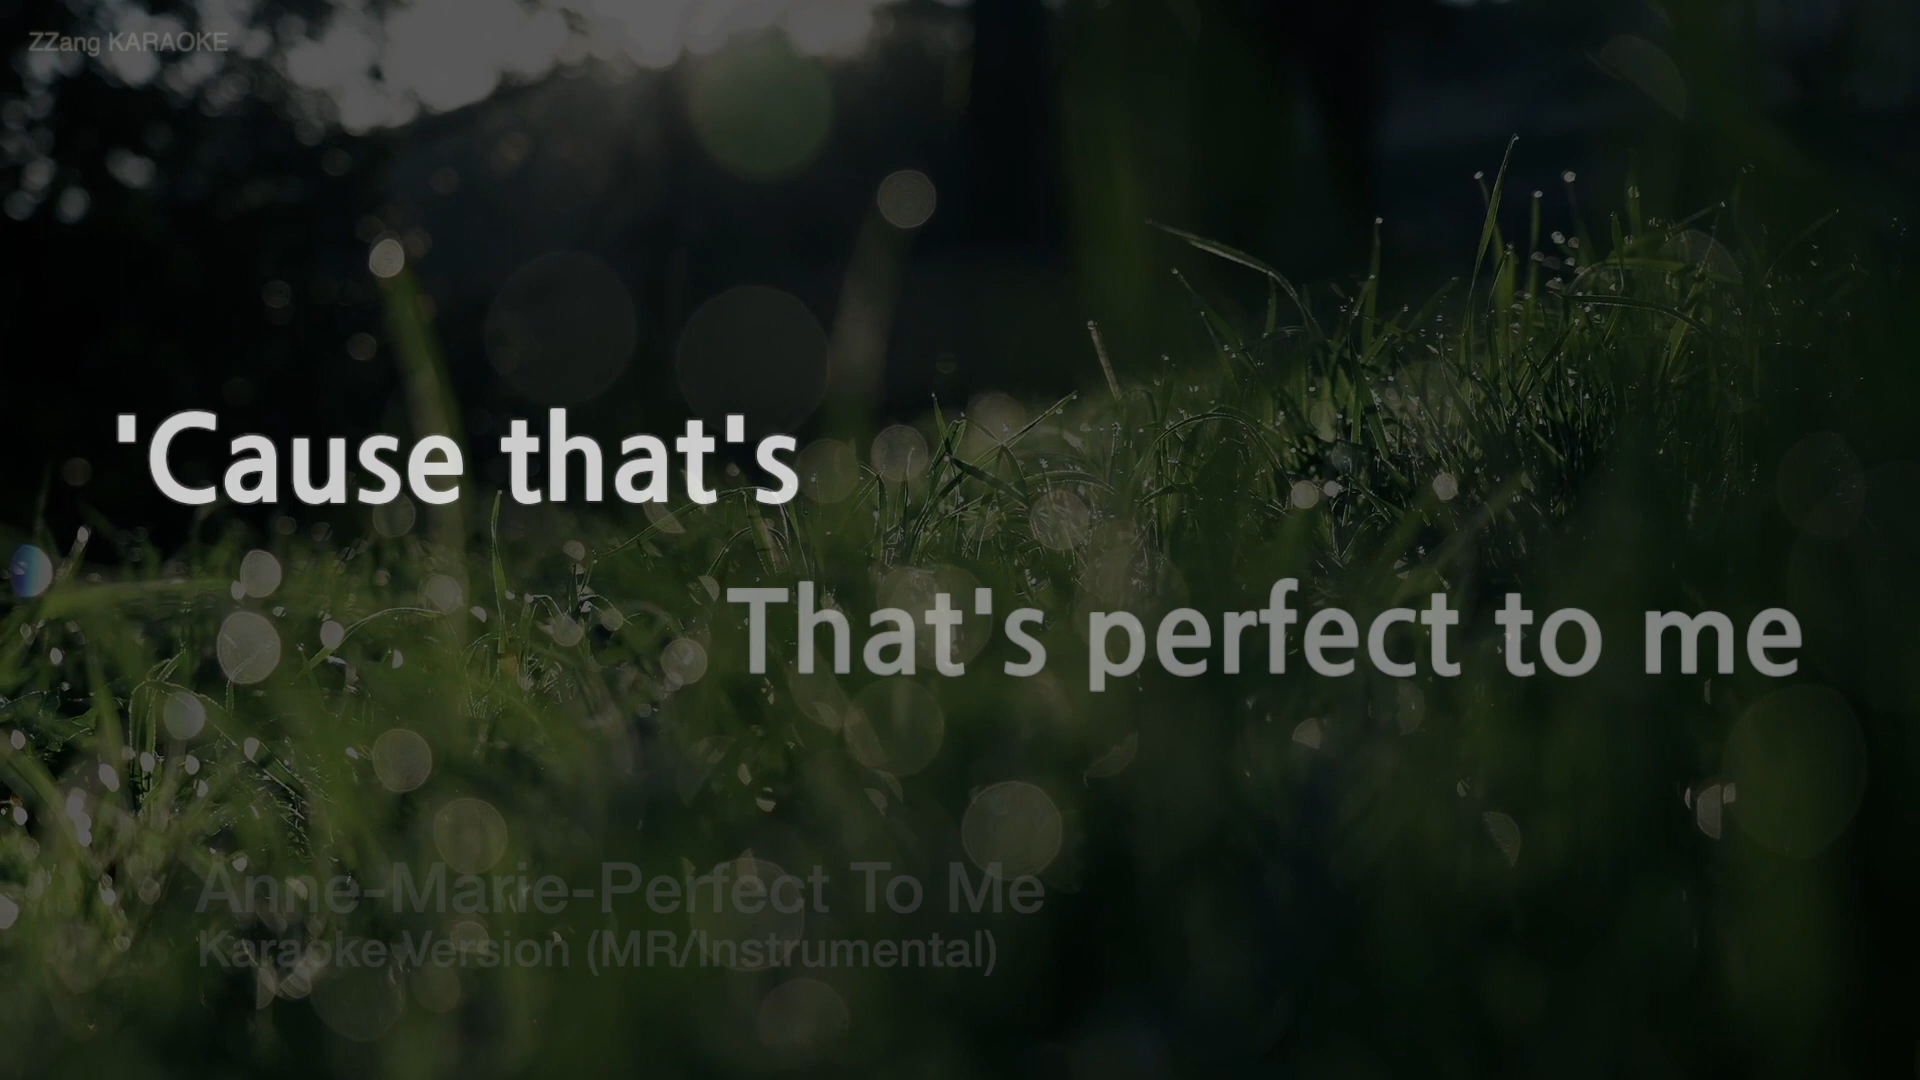 ZZang KARAOKE
'Cause that's
That's perfect to me
Anne-Marie-Perfect To Me
Karaoke Version (MR/Instrumental)